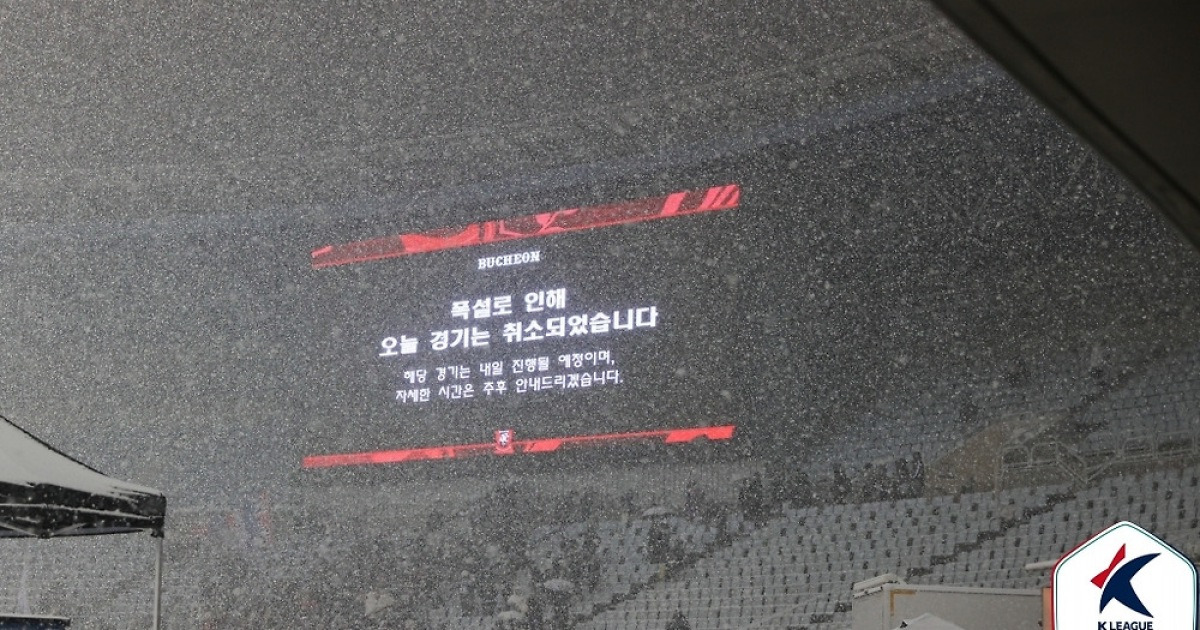 BUCHEON
폭설로 인해
오늘 경기는 취소되었습니다
해당 경기는 내일 진행될 예정이며,
자세한 시간은 추후 안내드리겠습니다.
K LEAGUE